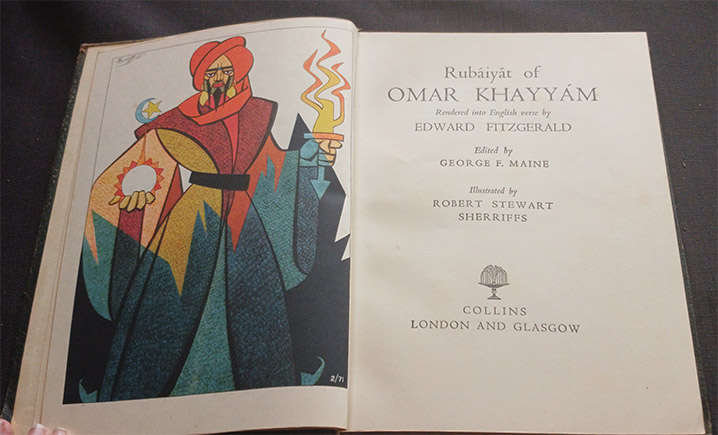 2/71
Rubáiyát of
OMAR KHAYYÁM
Rendered into English verse by
EDWARD FITZGERALD
Edited by
GEORGE F. MAINE
Illustrated by
ROBERT STEWART
SHERRIFFS
COLLINS
LONDON AND GLASGOW